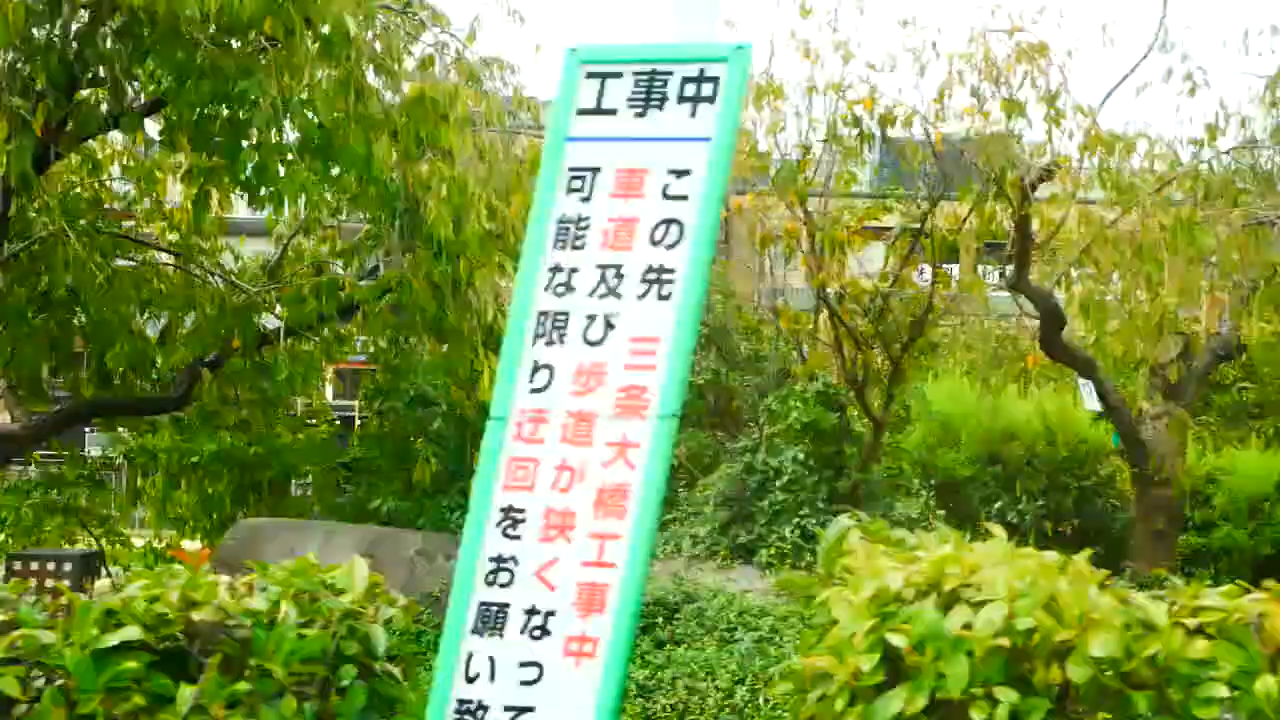 工事中
この先 三条大橋工事中
車道及び歩道が狭くなって
可能な限り迂回をお願い致